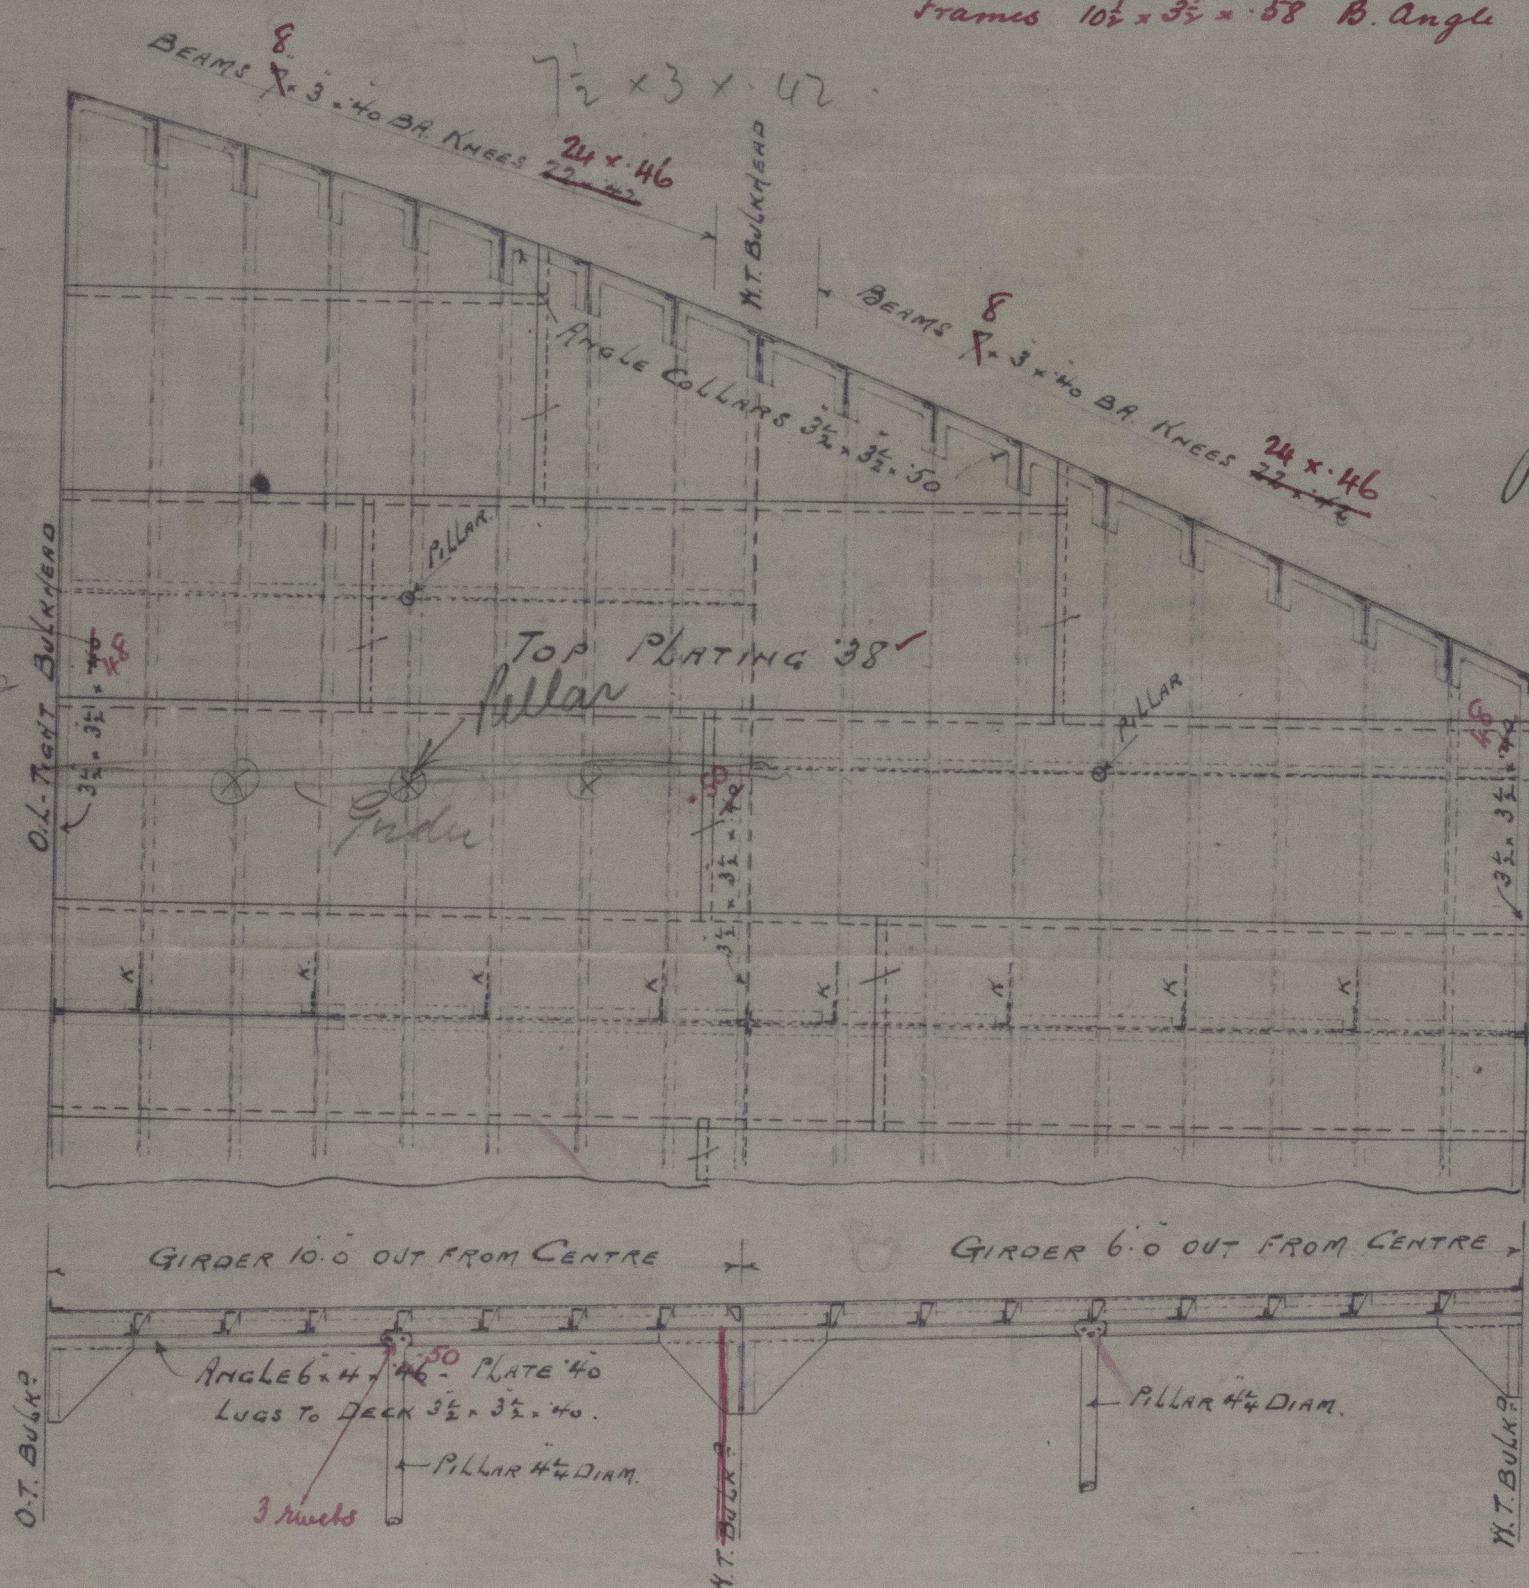 Frames 10½ × 3½ × .58 B. Angle
8
BEAMS 7 × 3 × .40 BA. KNEES 22 × .42
24 × .46
7½ × 3 × .42
W.T. BULKHEAD
8
BEAMS 7 × 3 × .40 BA. KNEES
24 × .46
ANGLE COLLARS 3½ × 3½ × .50
PILLAR
OIL-TIGHT BULKHEAD
3½ × 3½ × .40
48
TOP PLATING .38 ✓
Pillar
Girder
PILLAR
3½ × 3½ × .40
48
3½ × 3½ × .40
K K K K K K K K
GIRDER 10'.0" OUT FROM CENTRE
GIRDER 6'.0" OUT FROM CENTRE
ANGLE 6 × 4 × .46 - PLATE .40
50
LUGS TO DECK 3½ × 3½ × .40.
PILLAR 4¼ DIAM.
PILLAR 4¼ DIAM.
3 rivets
O.T. BULKD
W.T. BULKD
W.T. BULKD